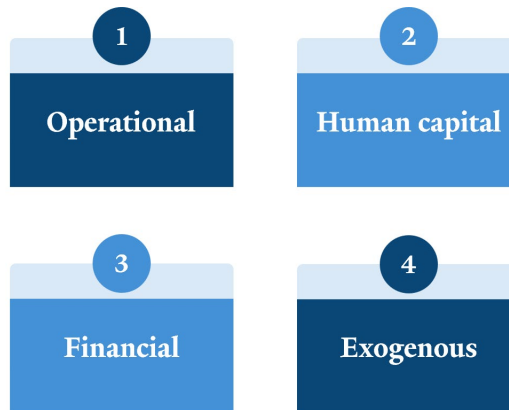 1
Operational
2
Human capital
3
Financial
4
Exogenous